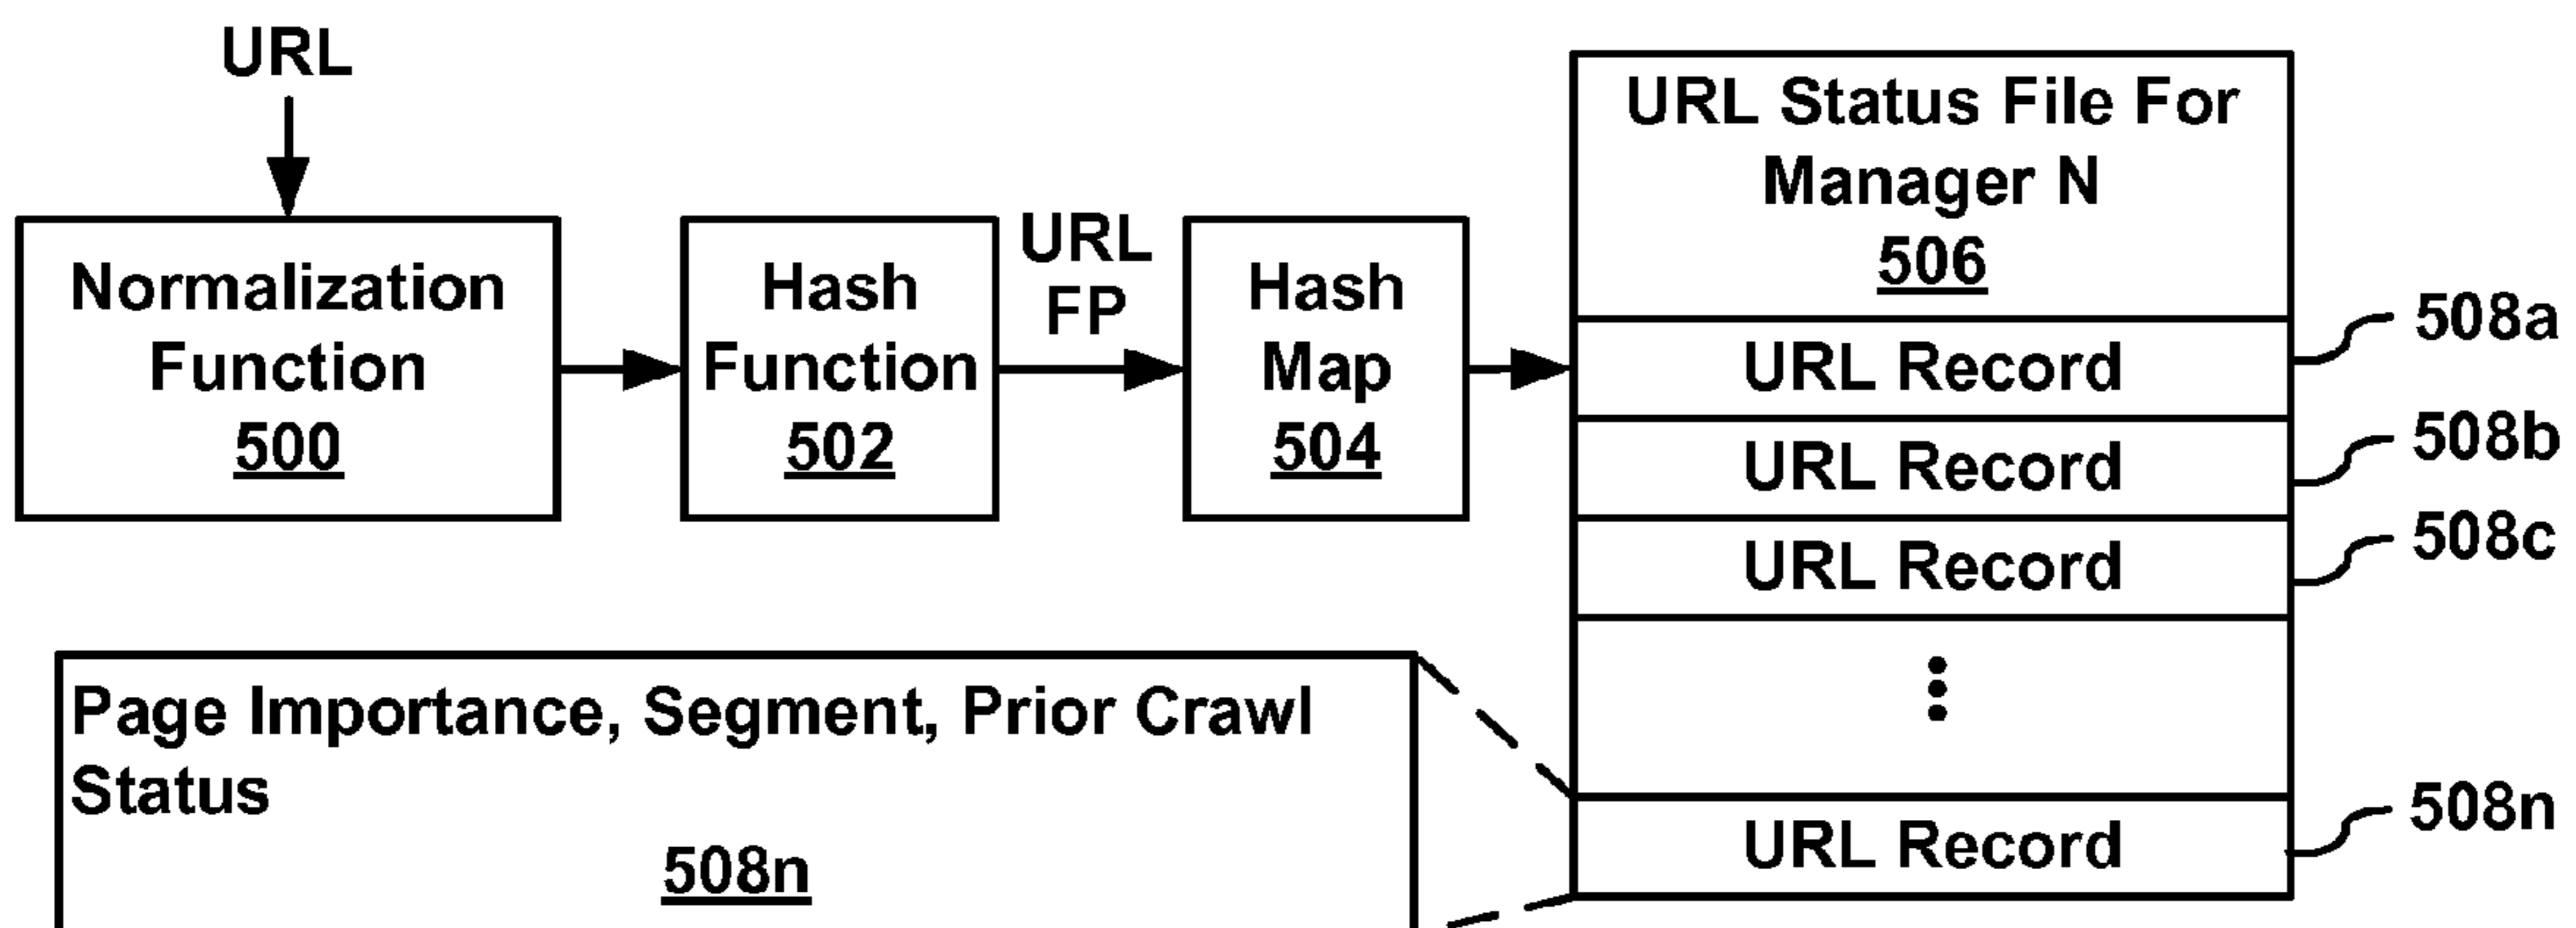 URL
Normalization
Function
500
Hash
Function
502
URL
FP
Hash
Map
504
URL Status File For
Manager N
506
URL Record
508a
URL Record
508b
URL Record
508c
URL Record
508n
Page Importance, Segment, Prior Crawl
Status
508n